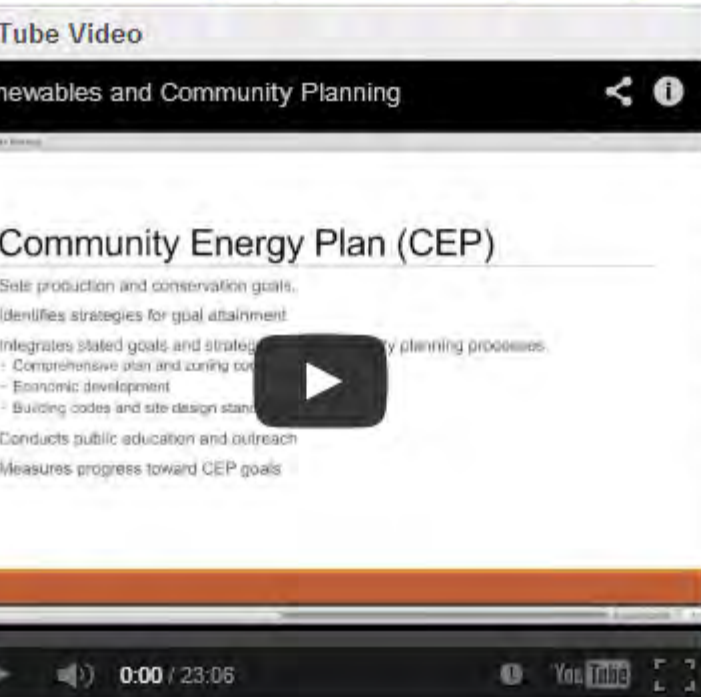 Tube Video
newables and Community Planning
Community Energy Plan (CEP)
Sets production and conservation goals.
Identifies strategies for goal attainment
Integrates stated goals and strateg y planning processes.
- Comprehensive plan and zoning co
- Economic development
- Building codes and site design stan
Conducts public education and outreach
Measures progress toward CEP goals
0:00 / 23:06 YouTube